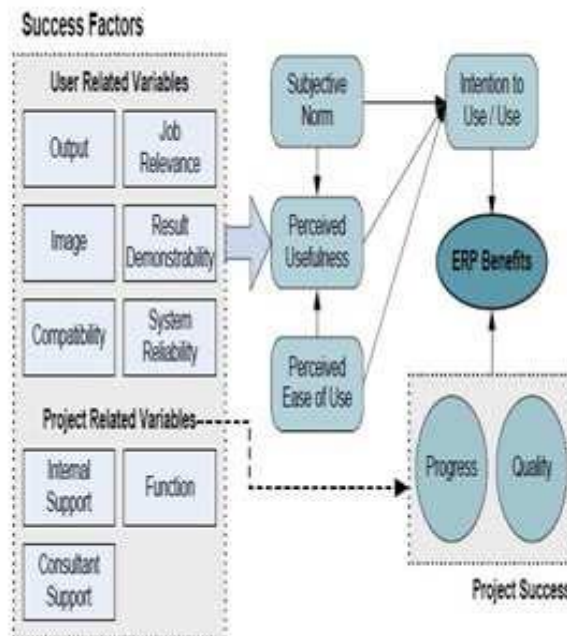 Success Factors
User Related Variables
Output
Job
Relevance
Image
Result
Demonstrability
Compatibility
System
Reliability
Project Related Variables
Internal
Support
Function
Consultant
Support
Subjective
Norm
Perceived
Usefulness
Perceived
Ease of Use
Intention to
Use / Use
ERP Benefits
Progress
Quality
Project Success